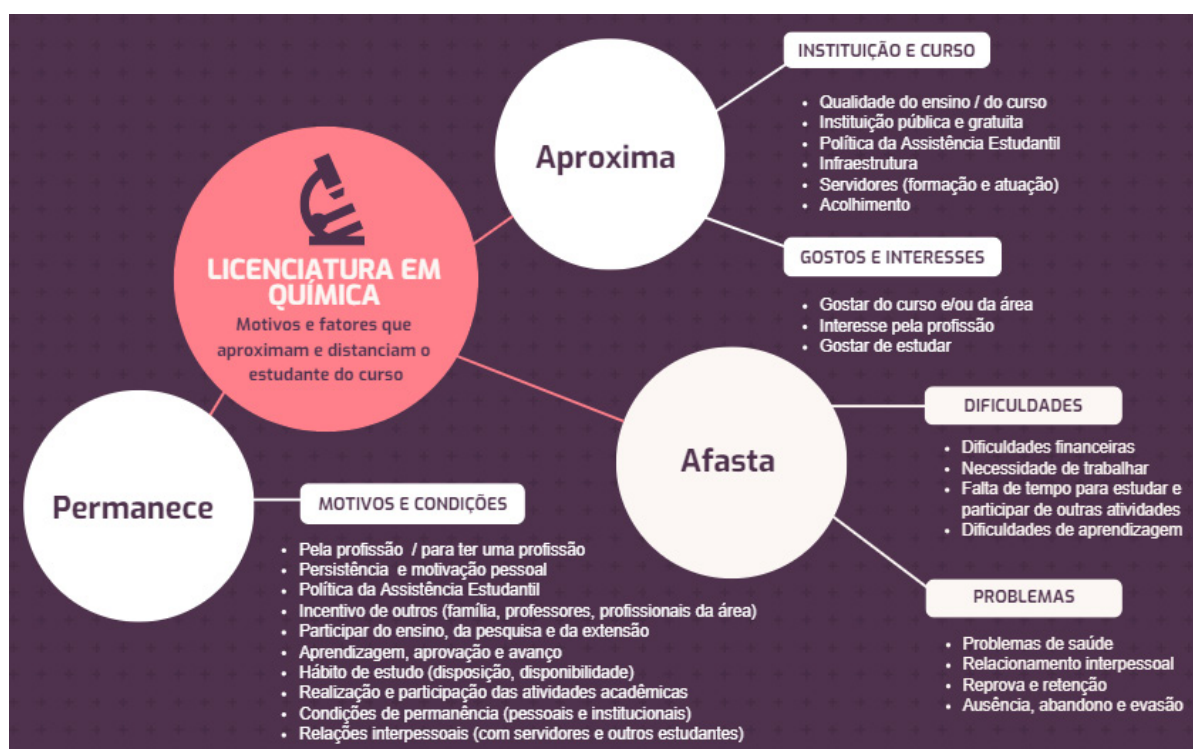 LICENCIATURA EM
QUÍMICA
Motivos e fatores que
aproximam e distanciam o
estudante do curso
Aproxima
INSTITUIÇÃO E CURSO
• Qualidade do ensino / do curso
• Instituição pública e gratuita
• Política da Assistência Estudantil
• Infraestrutura
• Servidores (formação e atuação)
• Acolhimento
GOSTOS E INTERESSES
• Gostar do curso e/ou da área
• Interesse pela profissão
• Gostar de estudar
Afasta
DIFICULDADES
• Dificuldades financeiras
• Necessidade de trabalhar
• Falta de tempo para estudar e
participar de outras atividades
• Dificuldades de aprendizagem
PROBLEMAS
• Problemas de saúde
• Relacionamento interpessoal
• Reprova e retenção
• Ausência, abandono e evasão
Permanece
MOTIVOS E CONDIÇÕES
• Pela profissão / para ter uma profissão
• Persistência e motivação pessoal
• Política da Assistência Estudantil
• Incentivo de outros (família, professores, profissionais da área)
• Participar do ensino, da pesquisa e da extensão
• Aprendizagem, aprovação e avanço
• Hábito de estudo (disposição, disponibilidade)
• Realização e participação das atividades acadêmicas
• Condições de permanência (pessoais e institucionais)
• Relações interpessoais (com servidores e outros estudantes)